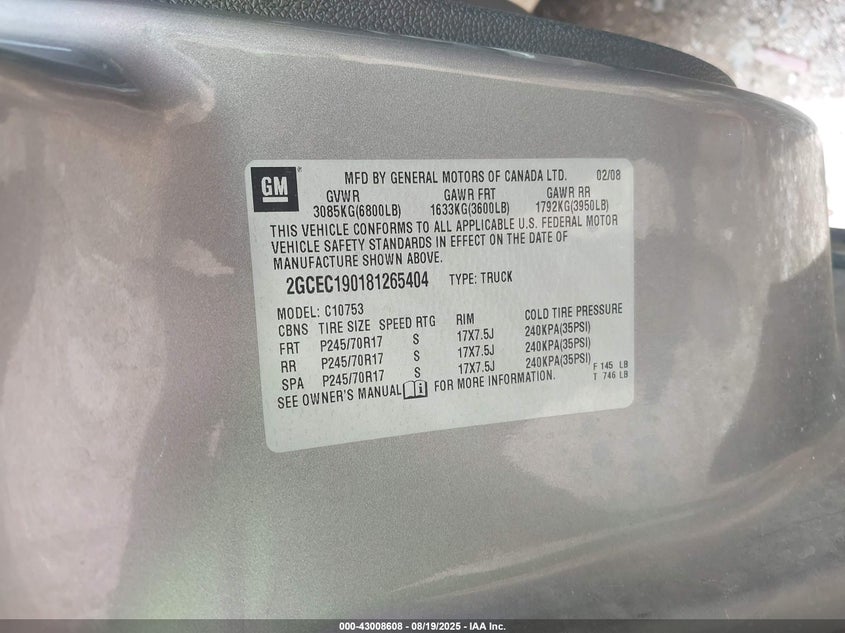 GM
MFD BY GENERAL MOTORS OF CANADA LTD. 02/08
GVWR GAWR FRT GAWR RR
3085KG(6800LB) 1633KG(3600LB) 1792KG(3950LB)
THIS VEHICLE CONFORMS TO ALL APPLICABLE U.S. FEDERAL MOTOR
VEHICLE SAFETY STANDARDS IN EFFECT ON THE DATE OF
MANUFACTURE SHOWN ABOVE.
2GCEC190181265404 TYPE: TRUCK
MODEL: C10753
CBNS TIRE SIZE SPEED RTG RIM COLD TIRE PRESSURE
FRT P245/70R17 S 17X7.5J 240KPA(35PSI)
RR P245/70R17 S 17X7.5J 240KPA(35PSI)
SPA P245/70R17 S 17X7.5J 240KPA(35PSI)
SEE OWNER'S MANUAL FOR MORE INFORMATION.
F 145 LB
T 746 LB
000-43008608 - 08/19/2025 - IAA Inc.